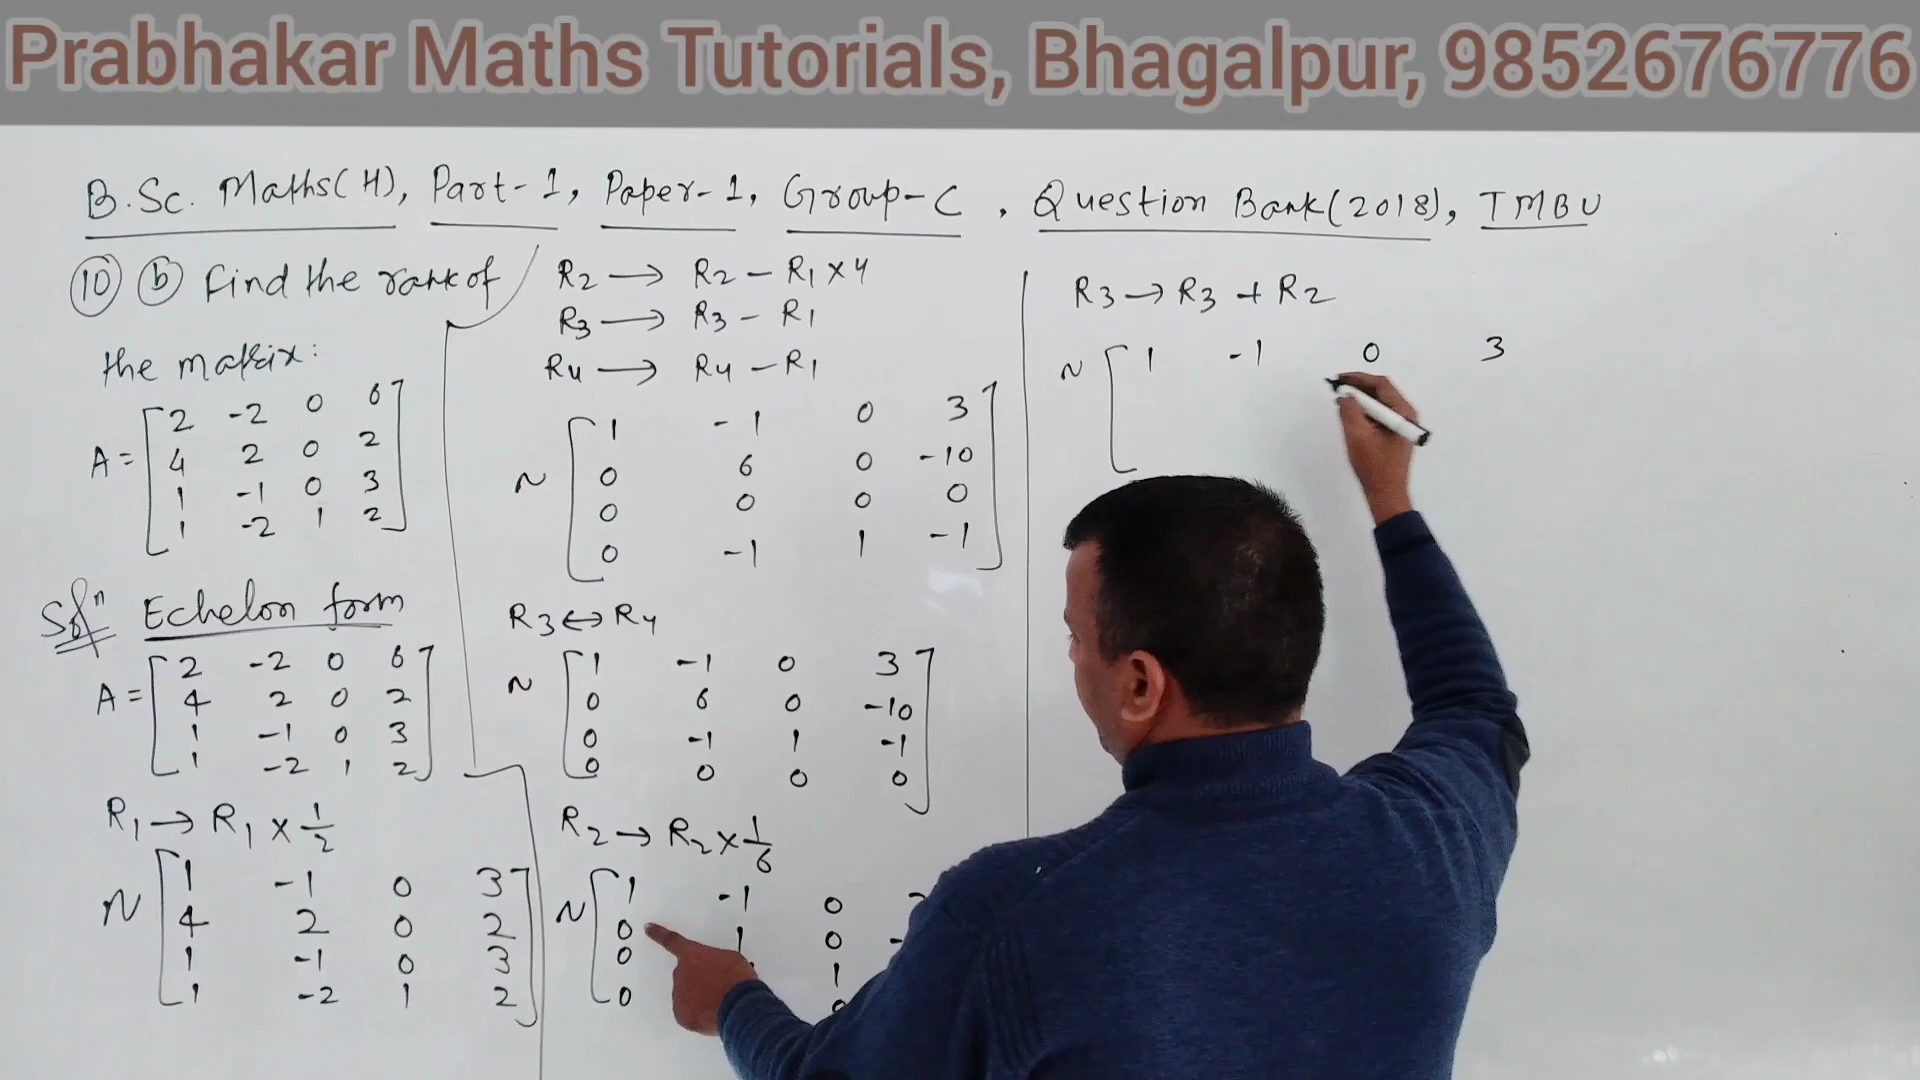 Prabhakar Maths Tutorials, Bhagalpur, 9852676776
B.Sc. Maths(H), Part-1, Paper-1, Group-C, Question Bank(2018), TMBU
10 b Find the rank of
the matrix:
A = [2 -2 0 6
4 2 0 2
1 -1 0 3
1 -2 1 2]
Solⁿ Echelon form
A = [2 -2 0 6
4 2 0 2
1 -1 0 3
1 -2 1 2]
R₁ → R₁ × 1/2
~ [1 -1 0 3
4 2 0 2
1 -1 0 3
1 -2 1 2]
R₂ → R₂ - R₁ × 4
R₃ → R₃ - R₁
R₄ → R₄ - R₁
~ [1 -1 0 3
0 6 0 -10
0 0 0 0
0 -1 1 -1]
R₃ ↔ R₄
~ [1 -1 0 3
0 6 0 -10
0 -1 1 -1
0 0 0 0]
R₂ → R₂ × 1/6
~ [1 -1 0
0 1 0
0 1
0 0
R₃ → R₃ + R₂
~ [1 -1 0 3